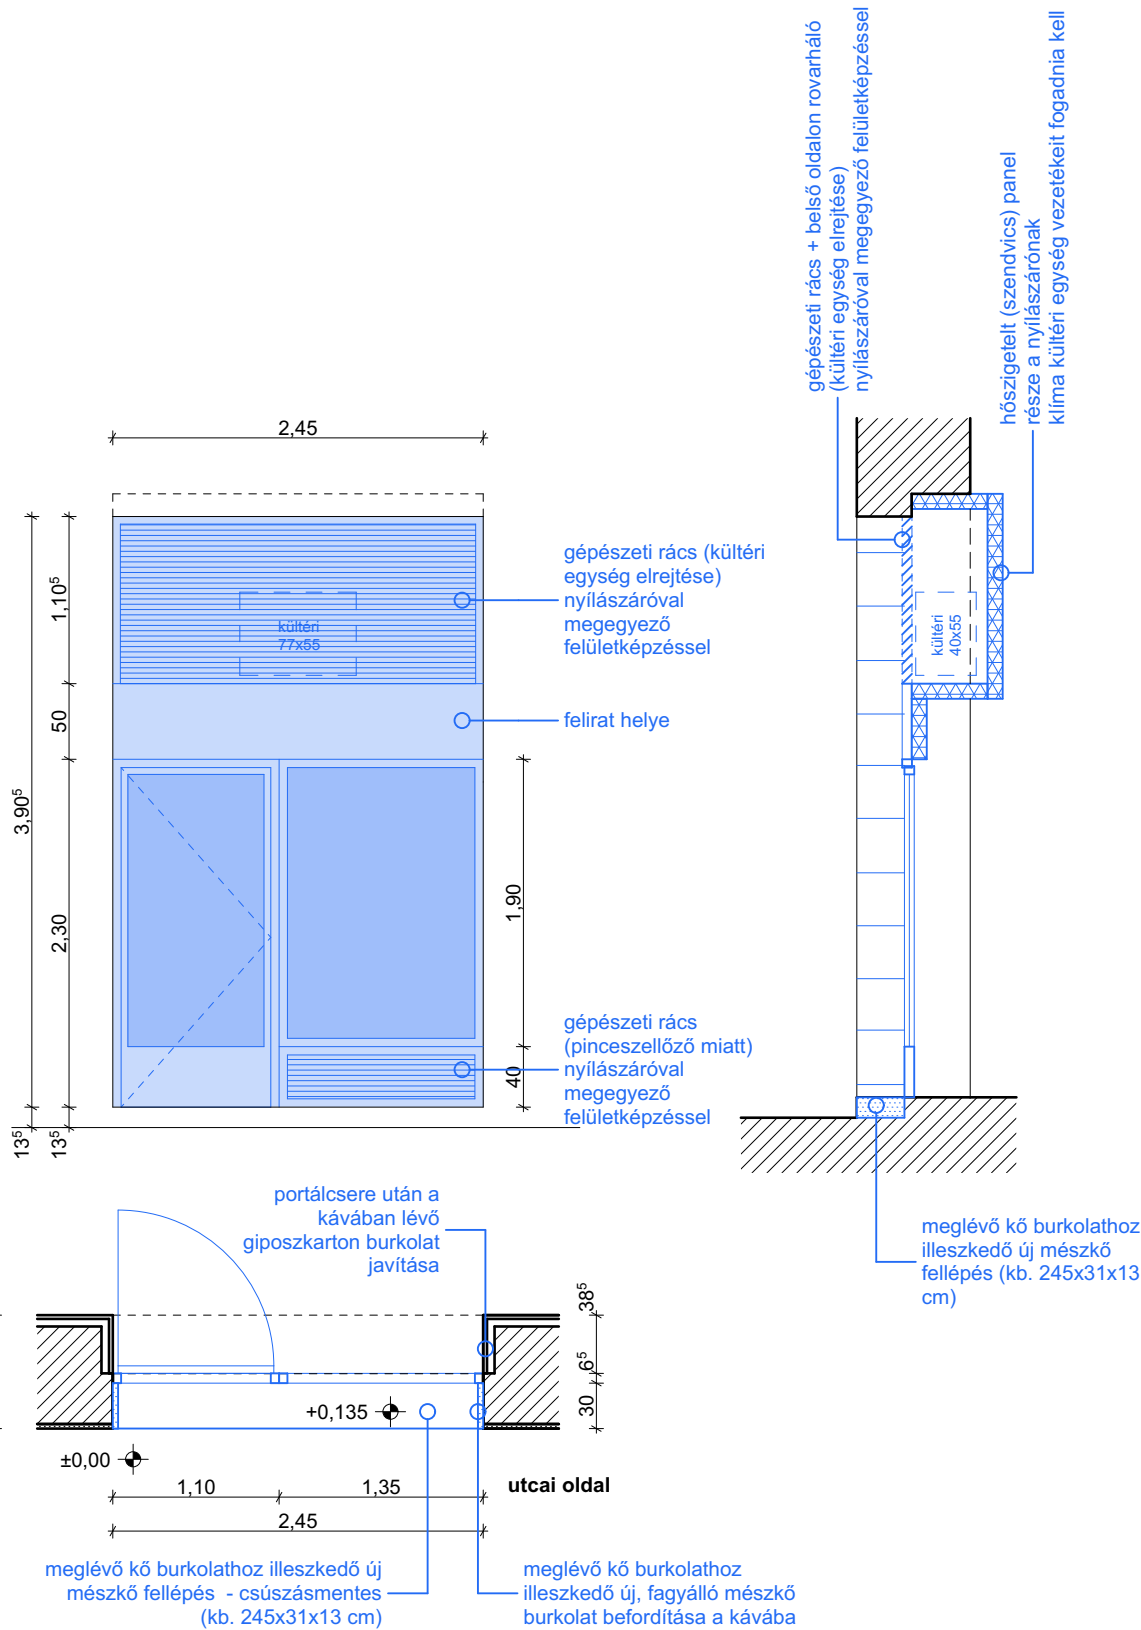 gépészeti rács + belső oldalon rovarháló
(kültéri egység elrejtése)
nyílászáróval megegyező felületképzéssel
hőszigetelt (szendvics) panel
része a nyílászárónak
klíma kültéri egység vezetékeit fogadnia kell
2,45
gépészeti rács (kültéri
egység elrejtése)
nyílászáróval
megegyező
felületképzéssel
kültéri
77x55
kültéri
40x55
felirat helye
1,10⁵
50
2,30
3,90⁵
13⁵
13⁵
1,90
40
gépészeti rács
(pinceszellőző miatt)
nyílászáróval
megegyező
felületképzéssel
portálcsere után a
kávában lévő
giposzkarton burkolat
javítása
meglévő kő burkolathoz
illeszkedő új mészkő
fellépés (kb. 245x31x13
cm)
38⁵
6⁵
30
+0,135
±0,00
1,10
1,35
2,45
utcai oldal
meglévő kő burkolathoz illeszkedő új
mészkő fellépés - csúszásmentes
(kb. 245x31x13 cm)
meglévő kő burkolathoz
illeszkedő új, fagyálló mészkő
burkolat befordítása a kávába